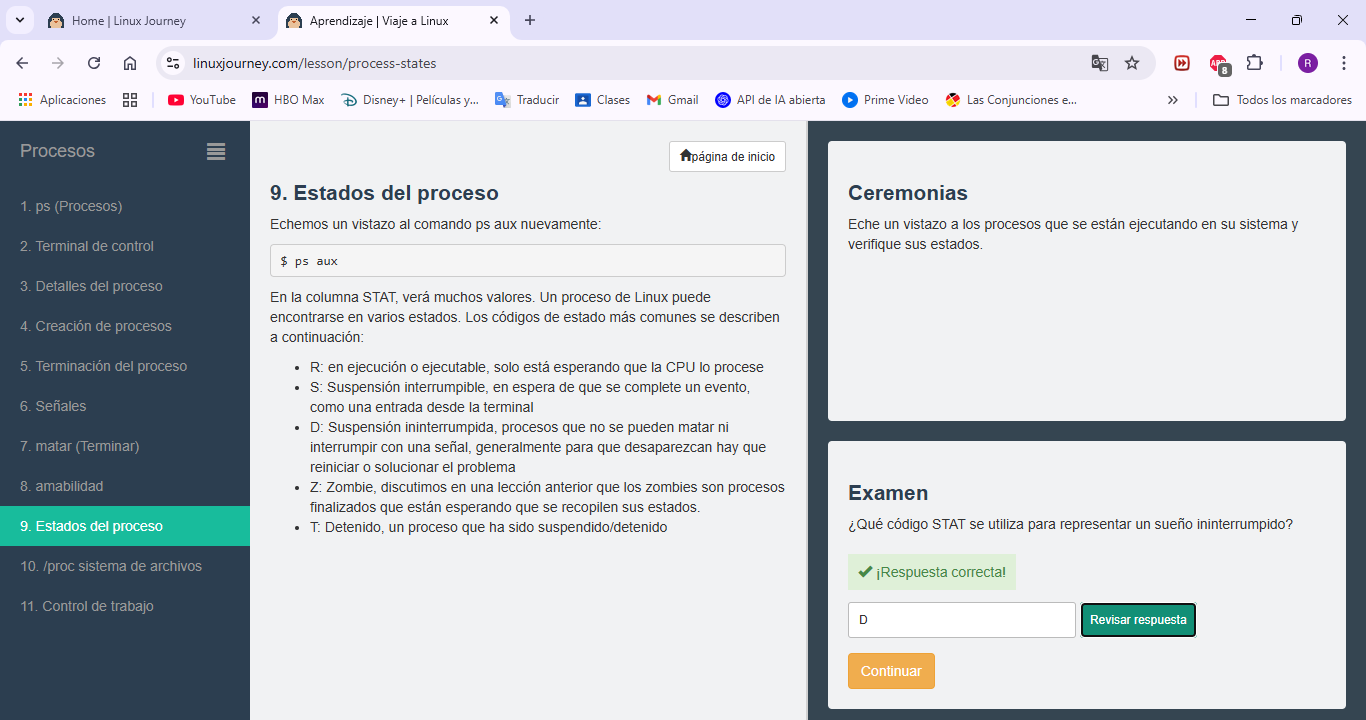 Home | Linux Journey
Aprendizaje | Viaje a Linux
linuxjourney.com/lesson/process-states
8
R
Aplicaciones
YouTube
HBO Max
Disney+ | Películas y...
Traducir
Clases
Gmail
API de IA abierta
Prime Video
Las Conjunciones e...
Todos los marcadores
Procesos
1. ps (Procesos)
2. Terminal de control
3. Detalles del proceso
4. Creación de procesos
5. Terminación del proceso
6. Señales
7. matar (Terminar)
8. amabilidad
9. Estados del proceso
10. /proc sistema de archivos
11. Control de trabajo
página de inicio
9. Estados del proceso
Echemos un vistazo al comando ps aux nuevamente:
$ ps aux
En la columna STAT, verá muchos valores. Un proceso de Linux puede
encontrarse en varios estados. Los códigos de estado más comunes se describen
a continuación:
• R: en ejecución o ejecutable, solo está esperando que la CPU lo procese
• S: Suspensión interrumpible, en espera de que se complete un evento,
como una entrada desde la terminal
• D: Suspensión ininterrumpida, procesos que no se pueden matar ni
interrumpir con una señal, generalmente para que desaparezcan hay que
reiniciar o solucionar el problema
• Z: Zombie, discutimos en una lección anterior que los zombies son procesos
finalizados que están esperando que se recopilen sus estados.
• T: Detenido, un proceso que ha sido suspendido/detenido
Ceremonias
Eche un vistazo a los procesos que se están ejecutando en su sistema y
verifique sus estados.
Examen
¿Qué código STAT se utiliza para representar un sueño ininterrumpido?
¡Respuesta correcta!
D
Revisar respuesta
Continuar